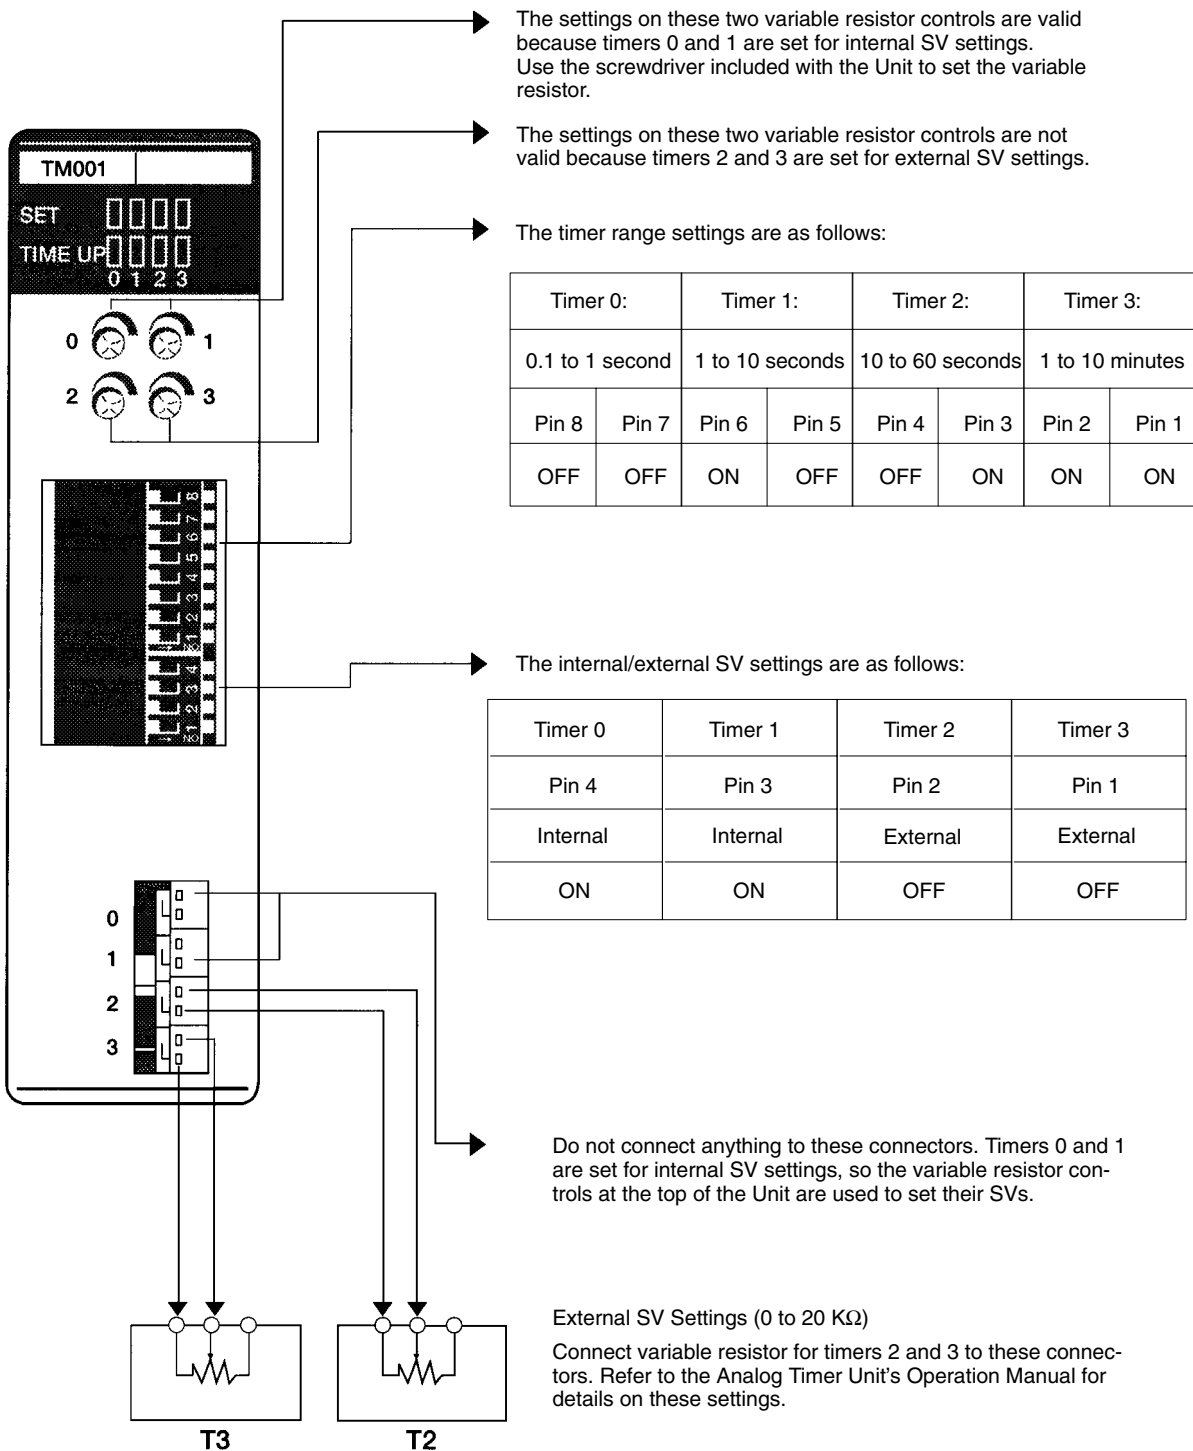 The settings on these two variable resistor controls are valid
because timers 0 and 1 are set for internal SV settings.
Use the screwdriver included with the Unit to set the variable
resistor.
The settings on these two variable resistor controls are not
valid because timers 2 and 3 are set for external SV settings.
TM001
SET
TIME UP
0 1 2 3
0 1
2 3
The timer range settings are as follows:
Timer 0: Timer 1: Timer 2: Timer 3:
0.1 to 1 second 1 to 10 seconds 10 to 60 seconds 1 to 10 minutes
Pin 8 Pin 7 Pin 6 Pin 5 Pin 4 Pin 3 Pin 2 Pin 1
OFF OFF ON OFF OFF ON ON ON
8
7
6
5
4
3
2
1
4
3
2
1
The internal/external SV settings are as follows:
Timer 0 Timer 1 Timer 2 Timer 3
Pin 4 Pin 3 Pin 2 Pin 1
Internal Internal External External
ON ON OFF OFF
0
1
2
3
Do not connect anything to these connectors. Timers 0 and 1
are set for internal SV settings, so the variable resistor con-
trols at the top of the Unit are used to set their SVs.
External SV Settings (0 to 20 KΩ)
Connect variable resistor for timers 2 and 3 to these connec-
tors. Refer to the Analog Timer Unit's Operation Manual for
details on these settings.
T3 T2